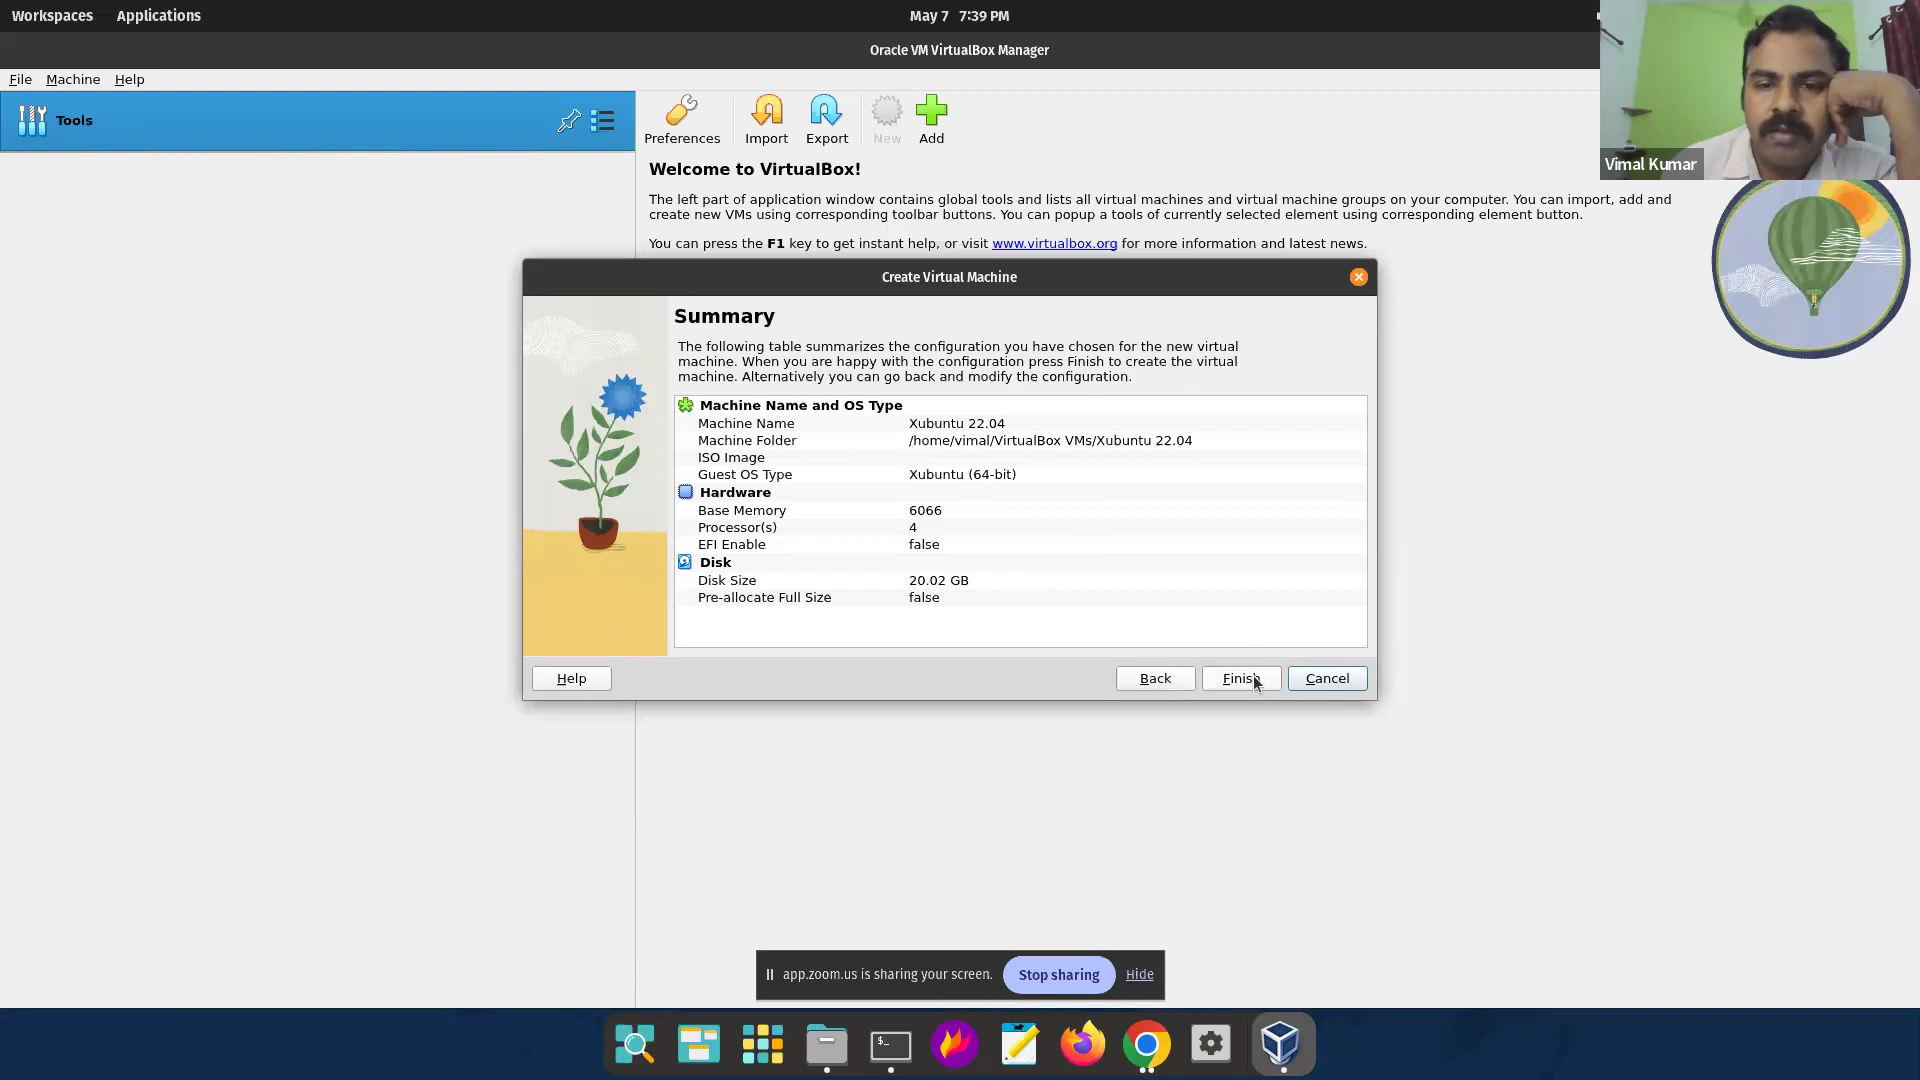 Workspaces Applications May 7 7:39 PM
Oracle VM VirtualBox Manager
File Machine Help
Tools
Preferences Import Export New Add
Vimal Kumar
Welcome to VirtualBox!
The left part of application window contains global tools and lists all virtual machines and virtual machine groups on your computer. You can import, add and
create new VMs using corresponding toolbar buttons. You can popup a tools of currently selected element using corresponding element button.
You can press the F1 key to get instant help, or visit www.virtualbox.org for more information and latest news.
Create Virtual Machine
Summary
The following table summarizes the configuration you have chosen for the new virtual
machine. When you are happy with the configuration press Finish to create the virtual
machine. Alternatively you can go back and modify the configuration.
Machine Name and OS Type
Machine Name Xubuntu 22.04
Machine Folder /home/vimal/VirtualBox VMs/Xubuntu 22.04
ISO Image
Guest OS Type Xubuntu (64-bit)
Hardware
Base Memory 6066
Processor(s) 4
EFI Enable false
Disk
Disk Size 20.02 GB
Pre-allocate Full Size false
Help Back Finish Cancel
app.zoom.us is sharing your screen. Stop sharing Hide
$_